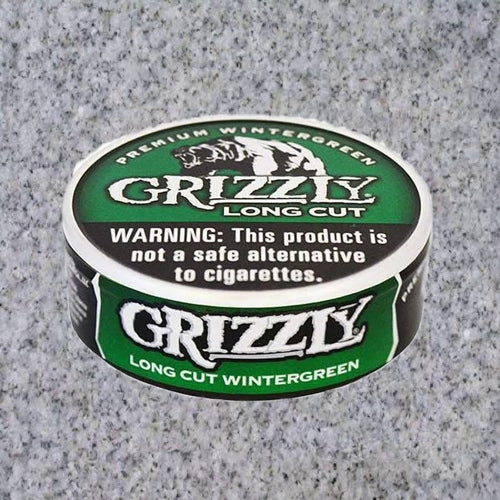 PREMIUM WINTERGREEN
GRIZZLY
LONG CUT
WARNING: This product is
not a safe alternative
to cigarettes.
GRIZZLY
LONG CUT WINTERGREEN